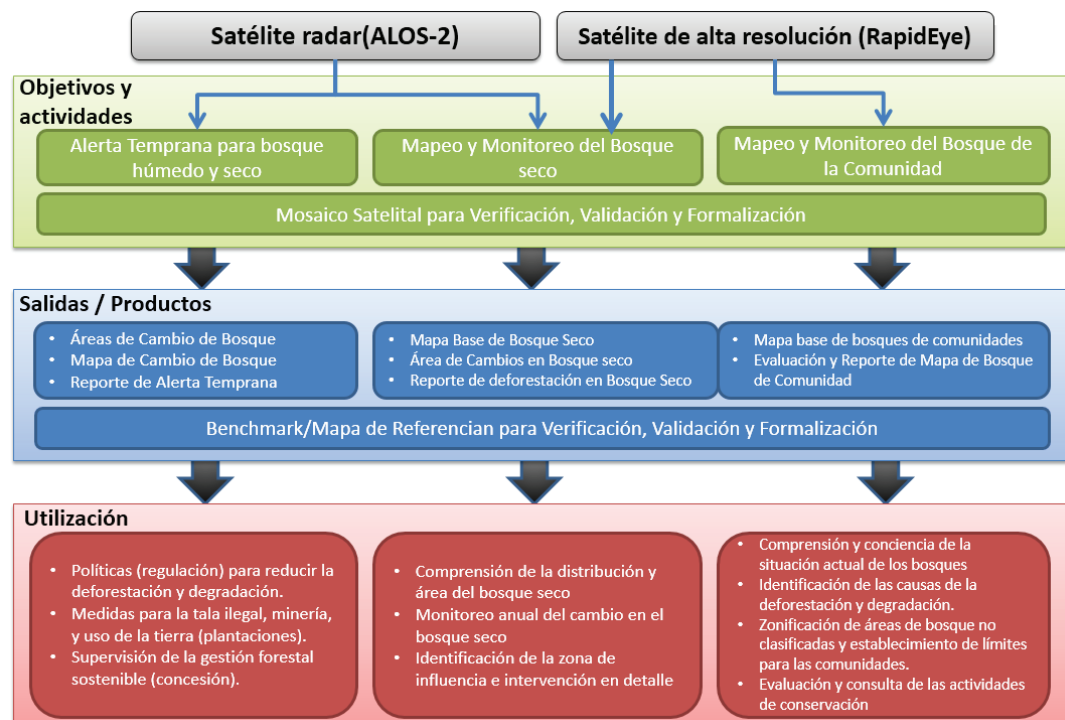 Satélite radar(ALOS-2)
Satélite de alta resolución (RapidEye)
Objetivos y
actividades
Alerta Temprana para bosque
húmedo y seco
Mapeo y Monitoreo del Bosque
seco
Mapeo y Monitoreo del Bosque de
la Comunidad
Mosaico Satelital para Verificación, Validación y Formalización
Salidas / Productos
• Áreas de Cambio de Bosque
• Mapa de Cambio de Bosque
• Reporte de Alerta Temprana
• Mapa Base de Bosque Seco
• Área de Cambios en Bosque seco
• Reporte de deforestación en Bosque Seco
• Mapa base de bosques de comunidades
• Evaluación y Reporte de Mapa de Bosque
de Comunidad
Benchmark/Mapa de Referencian para Verificación, Validación y Formalización
Utilización
• Políticas (regulación) para reducir la
deforestación y degradación.
• Medidas para la tala ilegal, minería,
y uso de la tierra (plantaciones).
• Supervisión de la gestión forestal
sostenible (concesión).
• Comprensión de la distribución y
área del bosque seco
• Monitoreo anual del cambio en el
bosque seco
• Identificación de la zona de
influencia e intervención en detalle
• Comprensión y conciencia de la
situación actual de los bosques
• Identificación de las causas de la
deforestación y degradación.
• Zonificación de áreas de bosque no
clasificadas y establecimiento de límites
para las comunidades.
• Evaluación y consulta de las actividades
de conservación